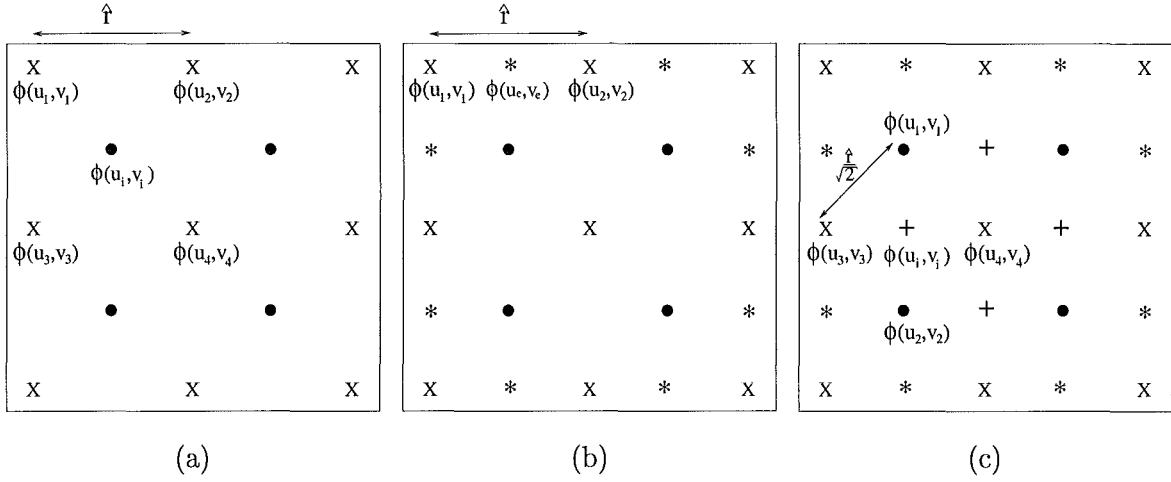 r̂ r̂
X X X X * X * X X * X * X
ϕ(u₁,v₁) ϕ(u₂,v₂) ϕ(u₁,v₁) ϕ(uₑ,vₑ) ϕ(u₂,v₂)
ϕ(u₁,v₁)
* * * + *
ϕ(uᵢ,vᵢ) r̂/√2
X X X X X X X + X + X
ϕ(u₃,v₃) ϕ(u₄,v₄) ϕ(u₃,v₃) ϕ(uᵢ,vᵢ) ϕ(u₄,v₄)
* * * + *
ϕ(u₂,v₂)
X X X X * X * X X * X * X
(a) (b) (c)